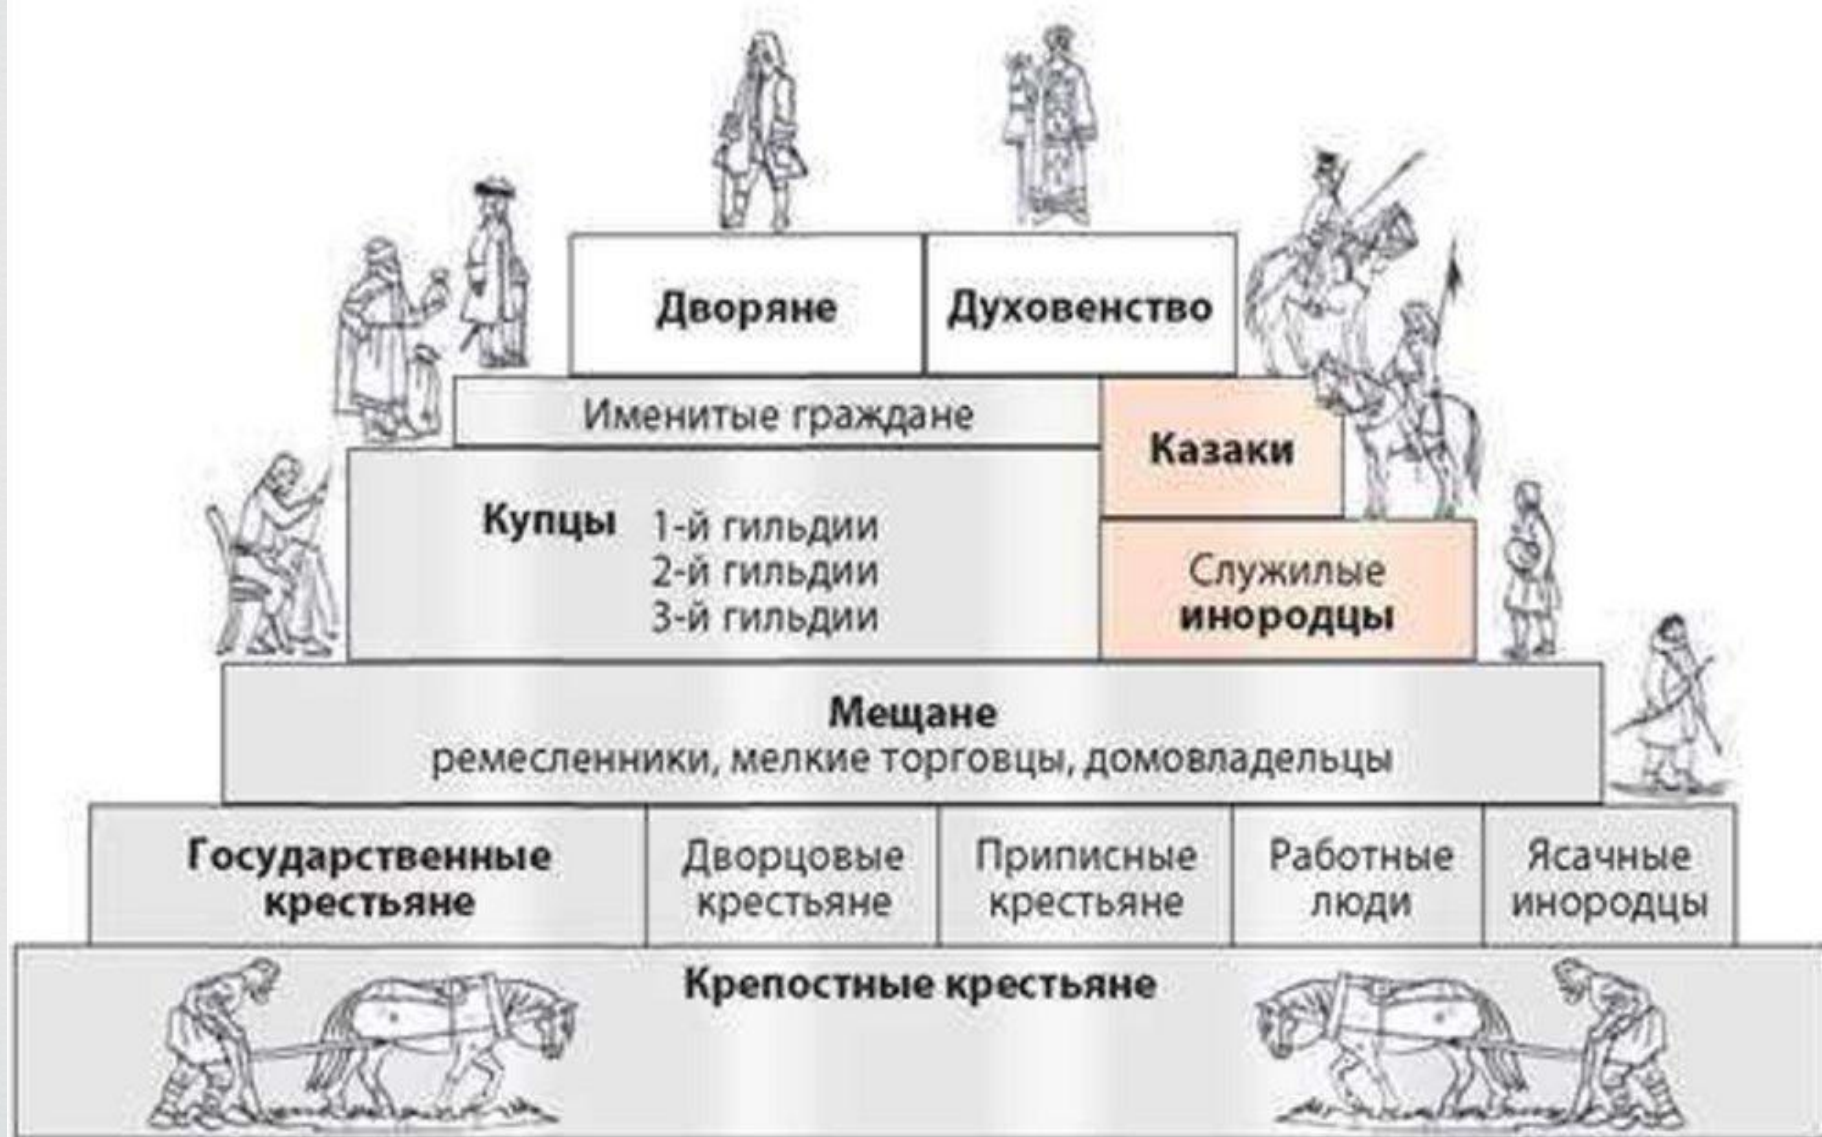 Дворяне
Духовенство
Именитые граждане
Казаки
Купцы 1-й гильдии
2-й гильдии
3-й гильдии
Служилые
инородцы
Мещане
ремесленники, мелкие торговцы, домовладельцы
Государственные
крестьяне
Дворцовые
крестьяне
Приписные
крестьяне
Работные
люди
Ясачные
инородцы
Крепостные крестьяне